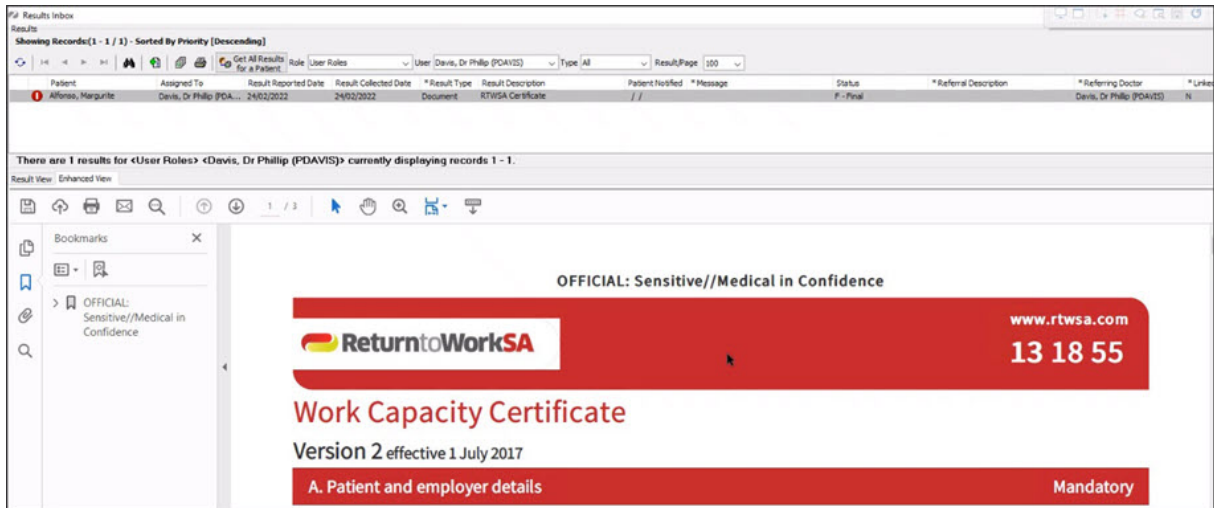 Results Inbox
Results
Showing Records:(1 - 1 / 1) - Sorted By Priority [Descending]
Get All Results for a Patient Role User Roles User Davis, Dr Phillip (PDAVIS) Type All Result/Page 100
Patient Assigned To Result Reported Date Result Collected Date *Result Type Result Description Patient Notified *Message Status *Referral Description *Referring Doctor *Linked
Alfonso, Margurite Davis, Dr Phillip (PDA... 24/02/2022 24/02/2022 Document RTWSA Certificate / / F - Final Davis, Dr Phillip (PDAVIS) N
There are 1 results for <User Roles> <Davis, Dr Phillip (PDAVIS)> currently displaying records 1 - 1.
Result View Enhanced View
1 / 3
Bookmarks
OFFICIAL:
Sensitive//Medical in
Confidence
OFFICIAL: Sensitive//Medical in Confidence
www.rtwsa.com
ReturntoWorkSA
13 18 55
Work Capacity Certificate
Version 2 effective 1 July 2017
A. Patient and employer details Mandatory